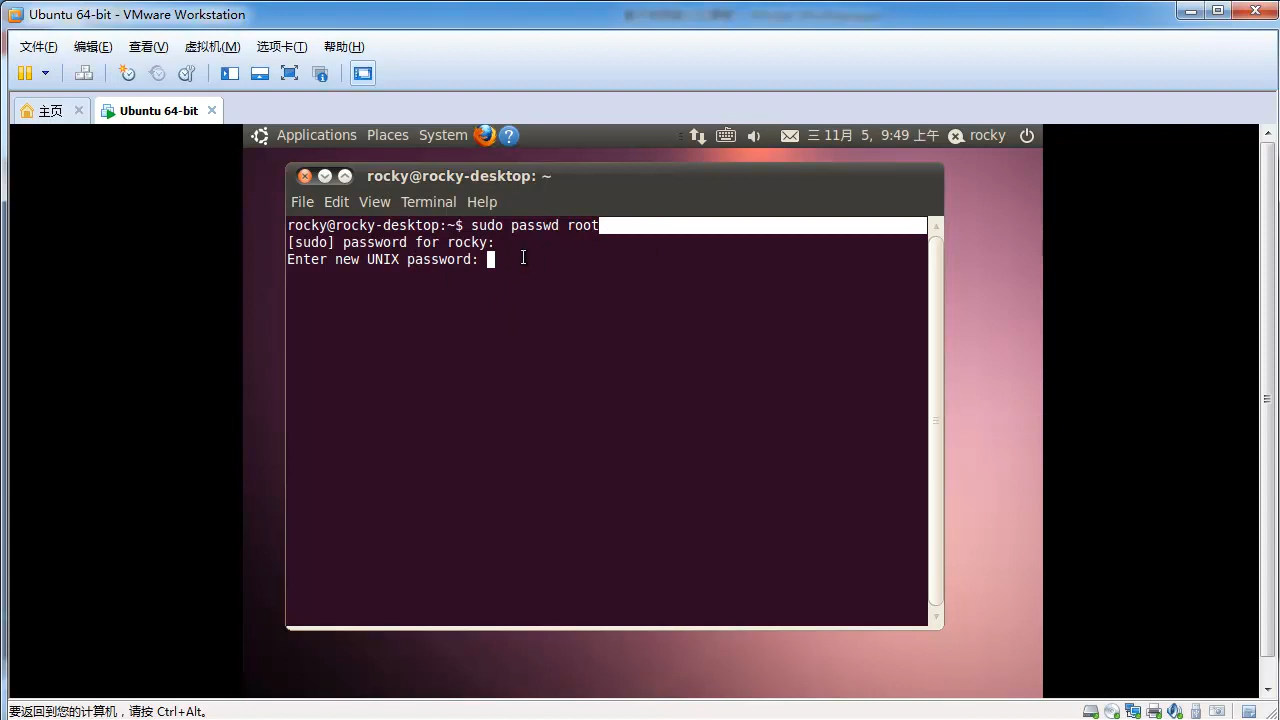 Ubuntu 64-bit - VMware Workstation
文件(F) 编辑(E) 查看(V) 虚拟机(M) 选项卡(T) 帮助(H)
主页 Ubuntu 64-bit
Applications Places System 三 11月 5, 9:49 上午 rocky
rocky@rocky-desktop: ~
File Edit View Terminal Help
rocky@rocky-desktop:~$ sudo passwd root
[sudo] password for rocky:
Enter new UNIX password:
要返回到您的计算机，请按 Ctrl+Alt。